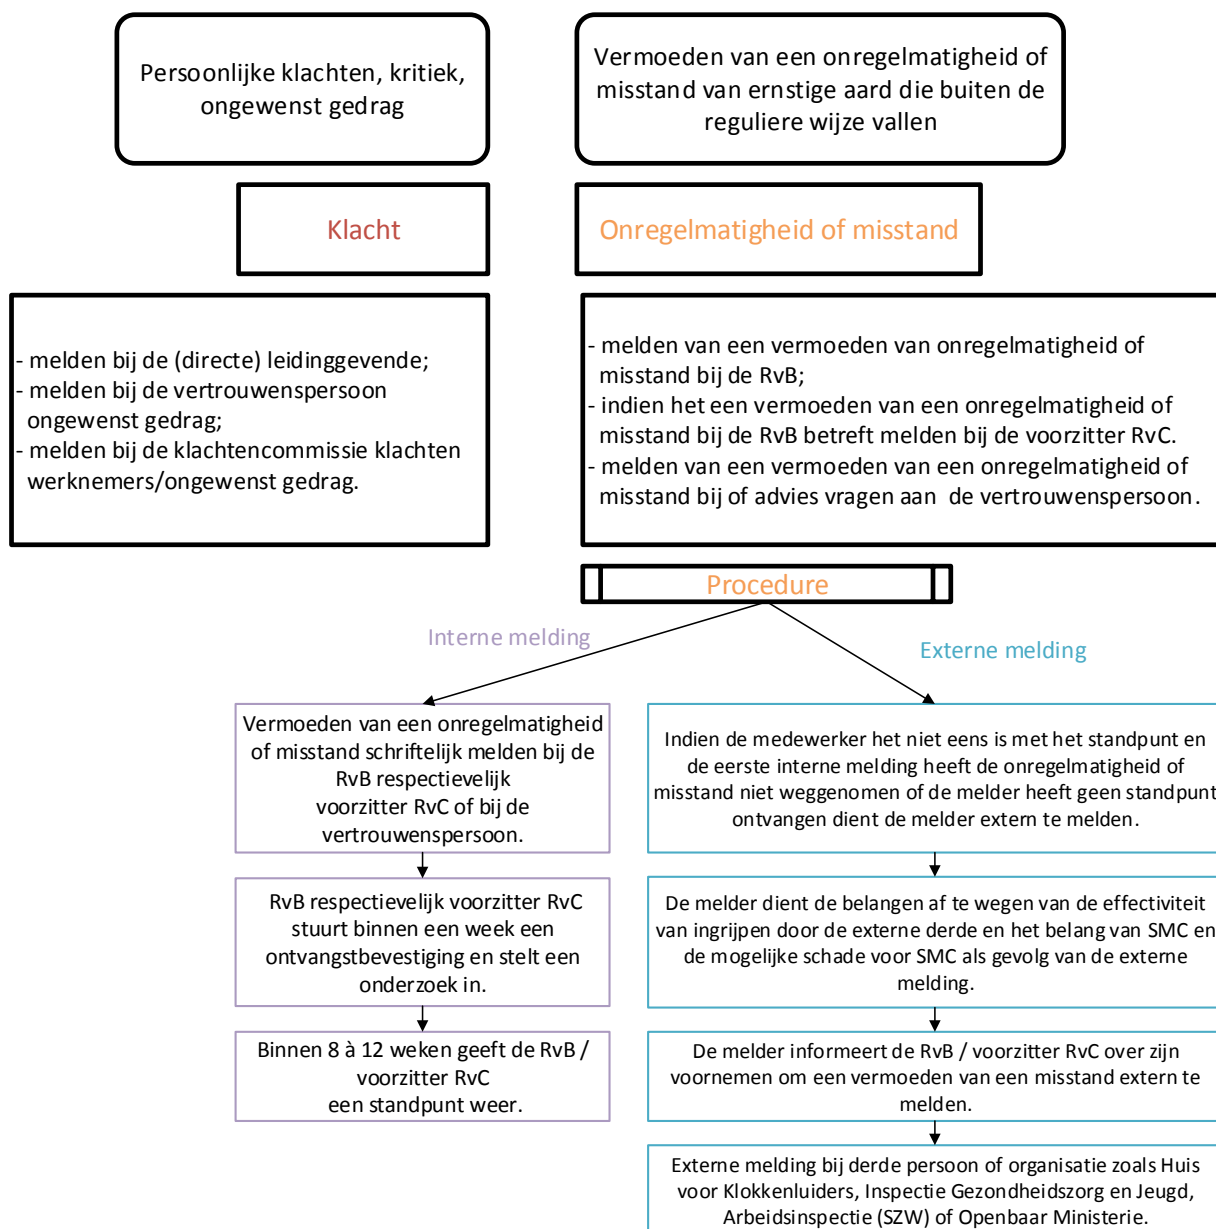 Persoonlijke klachten, kritiek,
ongewenst gedrag
Vermoeden van een onregelmatigheid of
misstand van ernstige aard die buiten de
reguliere wijze vallen
Klacht
Onregelmatigheid of misstand
- melden bij de (directe) leidinggevende;
- melden bij de vertrouwenspersoon
ongewenst gedrag;
- melden bij de klachtencommissie klachten
werknemers/ongewenst gedrag.
- melden van een vermoeden van onregelmatigheid of
misstand bij de RvB;
- indien het een vermoeden van een onregelmatigheid of
misstand bij de RvB betreft melden bij de voorzitter RvC.
- melden van een vermoeden van een onregelmatigheid of
misstand bij of advies vragen aan de vertrouwenspersoon.
Procedure
Interne melding
Externe melding
Vermoeden van een onregelmatigheid
of misstand schriftelijk melden bij de
RvB respectievelijk
voorzitter RvC of bij de
vertrouwenspersoon.
RvB respectievelijk voorzitter RvC
stuurt binnen een week een
ontvangstbevestiging en stelt een
onderzoek in.
Binnen 8 à 12 weken geeft de RvB /
voorzitter RvC
een standpunt weer.
Indien de medewerker het niet eens is met het standpunt en
de eerste interne melding heeft de onregelmatigheid of
misstand niet weggenomen of de melder heeft geen standpunt
ontvangen dient de melder extern te melden.
De melder dient de belangen af te wegen van de effectiviteit
van ingrijpen door de externe derde en het belang van SMC en
de mogelijke schade voor SMC als gevolg van de externe
melding.
De melder informeert de RvB / voorzitter RvC over zijn
voornemen om een vermoeden van een misstand extern te
melden.
Externe melding bij derde persoon of organisatie zoals Huis
voor Klokkenluiders, Inspectie Gezondheidszorg en Jeugd,
Arbeidsinspectie (SZW) of Openbaar Ministerie.